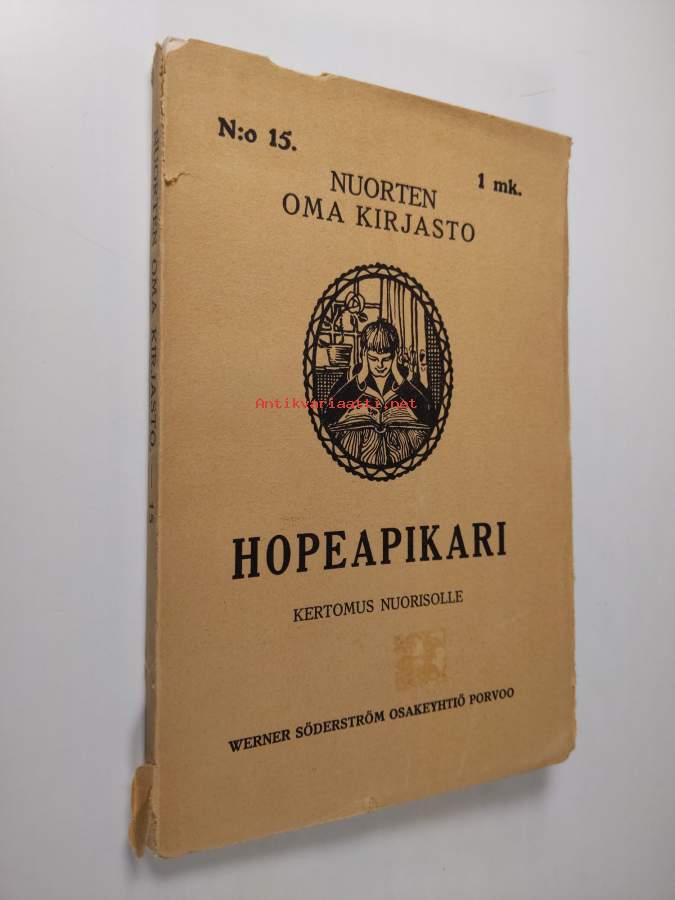 N:o 15.
1 mk.
NUORTEN
OMA KIRJASTO
Antikvariaatti.net
HOPEAPIKARI
KERTOMUS NUORISOLLE
WERNER SÖDERSTRÖM OSAKEYHTIÖ PORVOO
NUORTEN OMA KIRJASTO — 15